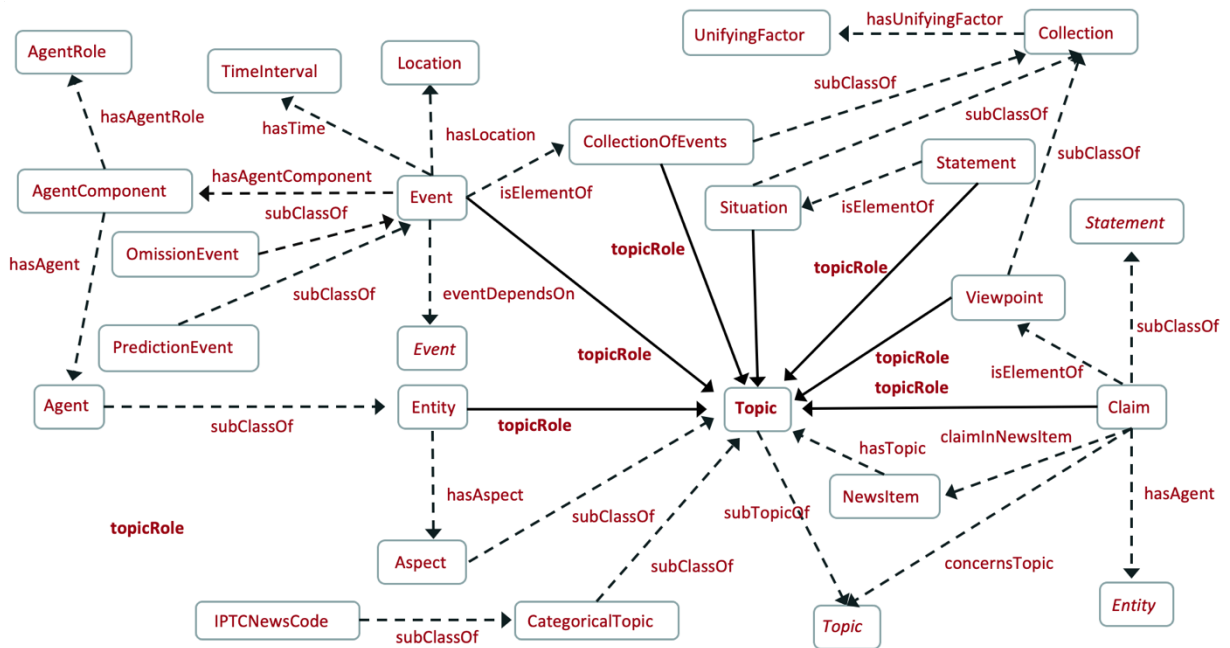 hasUnifyingFactor
UnifyingFactor
Collection
AgentRole
TimeInterval
Location
subClassOf
hasAgentRole
hasTime
hasLocation
CollectionOfEvents
subClassOf
Statement
subClassOf
AgentComponent
hasAgentComponent
Event
isElementOf
Situation
isElementOf
subClassOf
Statement
OmissionEvent
topicRole
topicRole
hasAgent
subClassOf
eventDependsOn
Viewpoint
subClassOf
PredictionEvent
Event
topicRole
topicRole
isElementOf
topicRole
Agent
subClassOf
Entity
topicRole
Topic
Claim
hasTopic
claimInNewsItem
hasAspect
NewsItem
hasAgent
topicRole
subClassOf
subTopicOf
Aspect
subClassOf
concernsTopic
IPTCNewsCode
subClassOf
CategoricalTopic
Topic
Entity